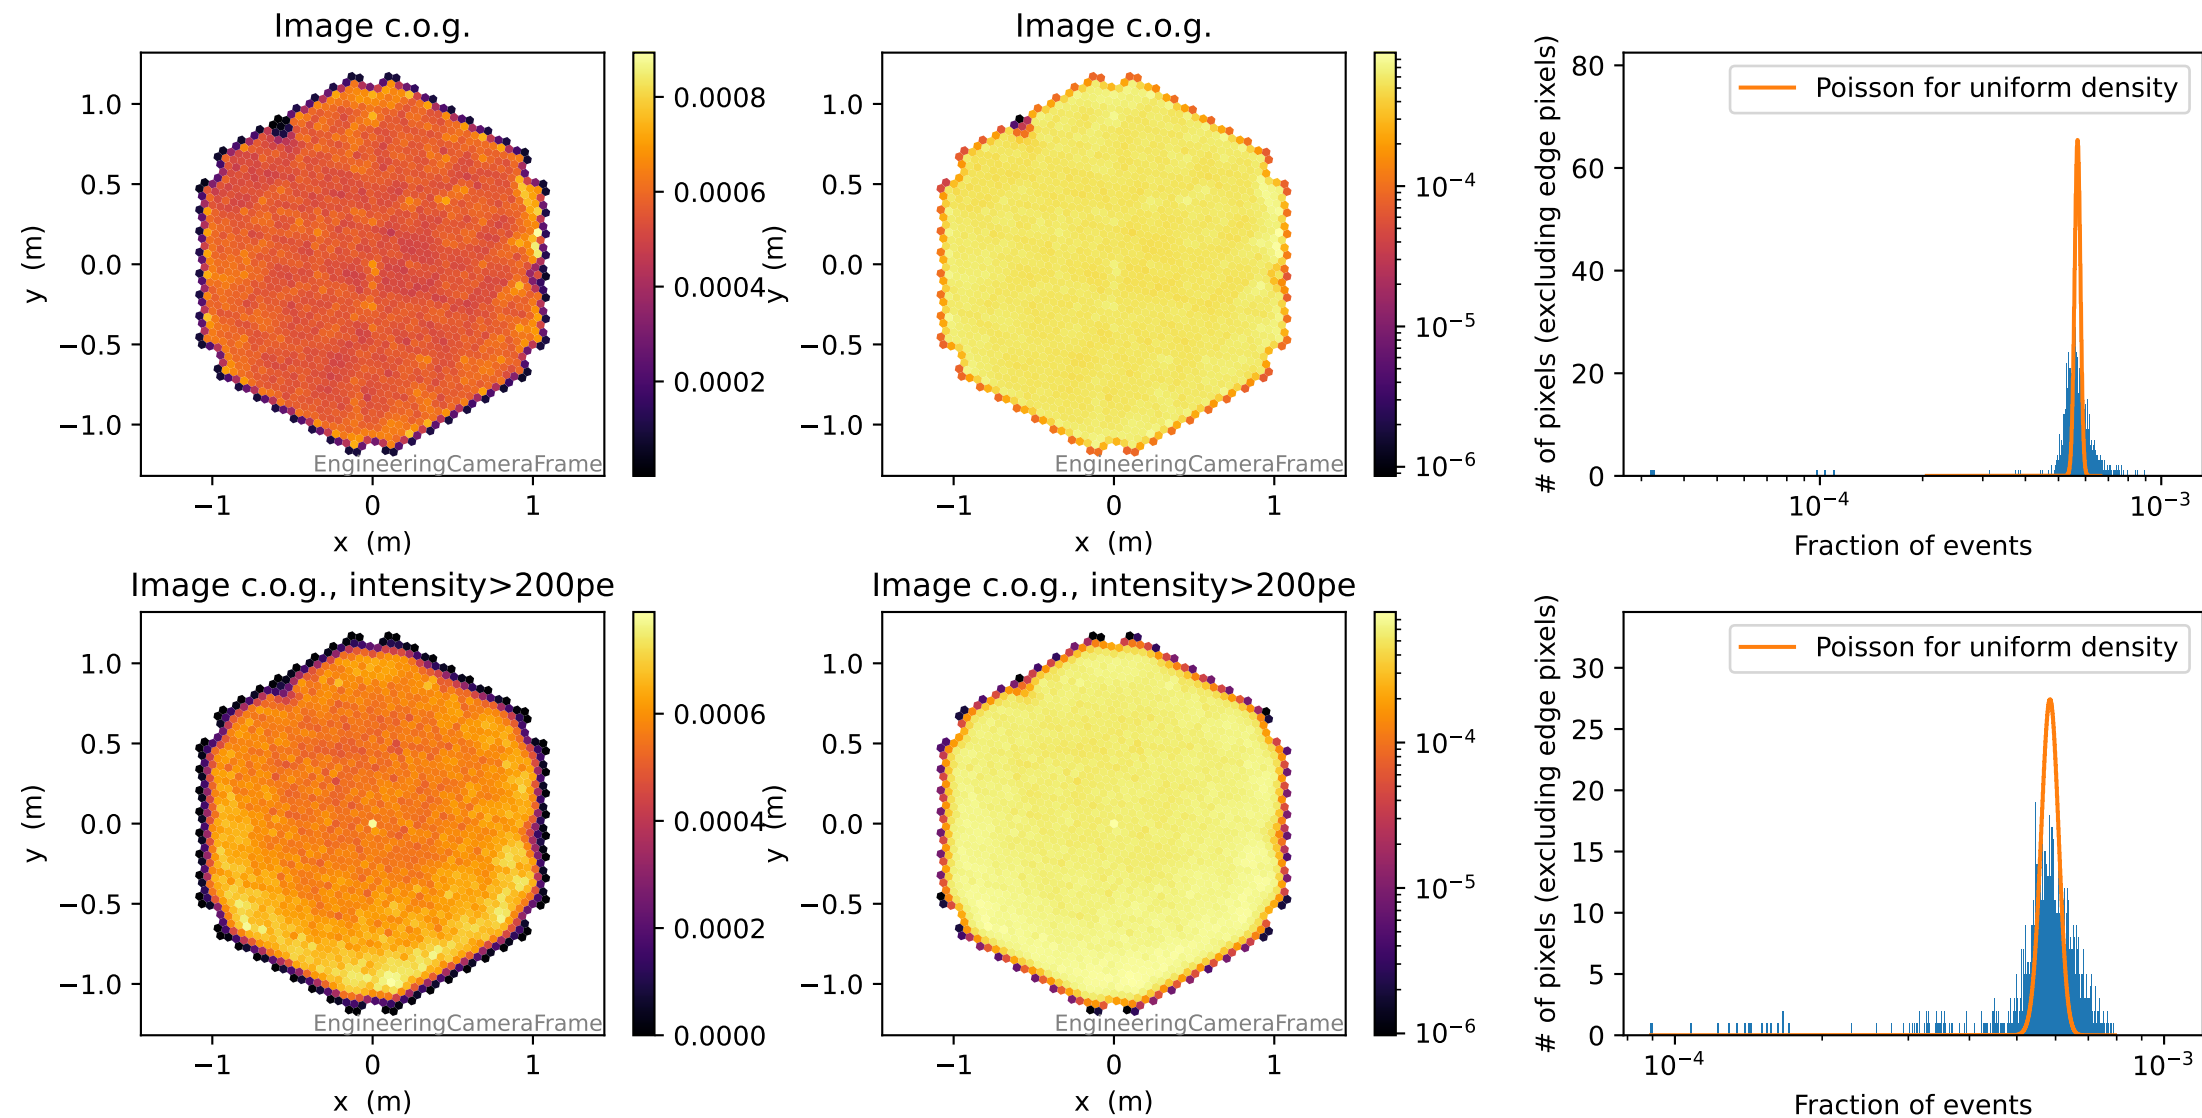 Image c.o.g.
y  (m)
1.0
0.5
0.0
−0.5
−1.0
−1
0
1
x  (m)
EngineeringCameraFrame
0.0008
0.0006
0.0004
0.0002
Image c.o.g.
y  (m)
1.0
0.5
0.0
−0.5
−1.0
−1
0
1
x  (m)
EngineeringCameraFrame
10⁻⁴
10⁻⁵
10⁻⁶
# of pixels (excluding edge pixels)
80
60
40
20
0
Poisson for uniform density
10⁻⁴
10⁻³
Fraction of events
Image c.o.g., intensity>200pe
y  (m)
1.0
0.5
0.0
−0.5
−1.0
−1
0
1
x  (m)
EngineeringCameraFrame
0.0006
0.0004
0.0002
0.0000
Image c.o.g., intensity>200pe
y  (m)
1.0
0.5
0.0
−0.5
−1.0
−1
0
1
x  (m)
EngineeringCameraFrame
10⁻⁴
10⁻⁵
10⁻⁶
# of pixels (excluding edge pixels)
30
25
20
15
10
5
0
Poisson for uniform density
10⁻⁴
10⁻³
Fraction of events